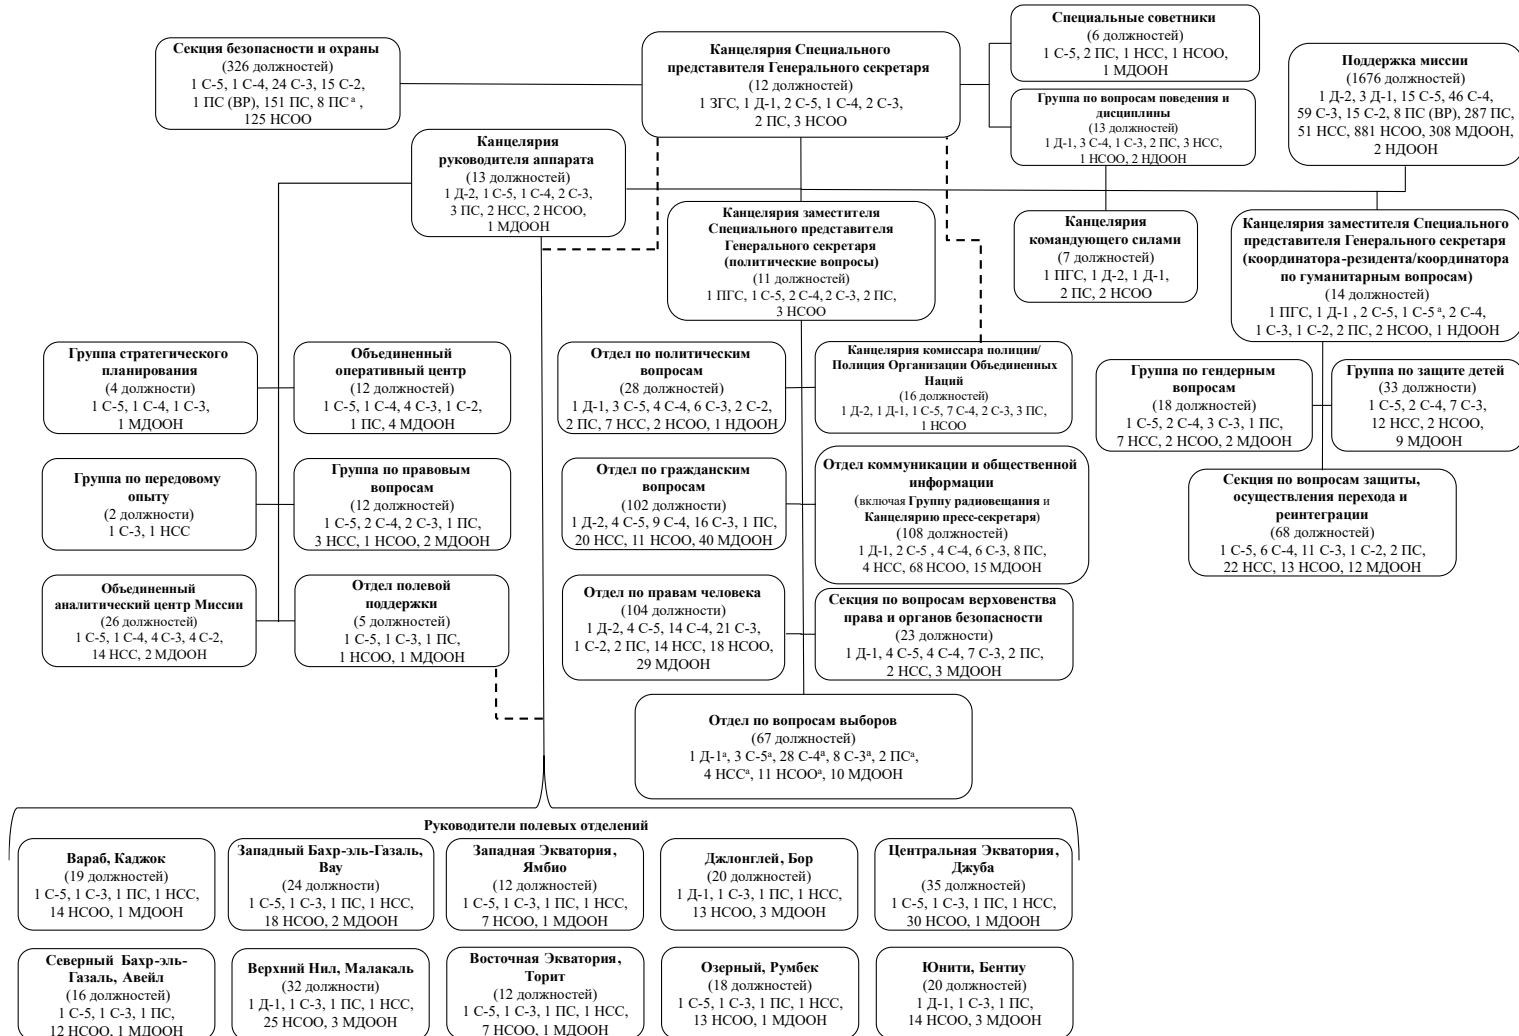 Секция безопасности и охраны
(326 должностей)
1 С-5, 1 С-4, 24 С-3, 15 С-2,
1 ПС (ВР), 151 ПС, 8 ПС ª ,
125 НСОО
Канцелярия Специального
представителя Генерального секретаря
(12 должностей)
1 ЗГС, 1 Д-1, 2 С-5, 1 С-4, 2 С-3,
2 ПС, 3 НСОО
Специальные советники
(6 должностей)
1 С-5, 2 ПС, 1 НСС, 1 НСОО,
1 МДООН
Группа по вопросам поведения и
дисциплины
(13 должностей)
1 Д-1, 3 С-4, 1 С-3, 2 ПС, 3 НСС,
1 НСОО, 2 НДООН
Поддержка миссии
(1676 должностей)
1 Д-2, 3 Д-1, 15 С-5, 46 С-4,
59 С-3, 15 С-2, 8 ПС (ВР), 287 ПС,
51 НСС, 881 НСОО, 308 МДООН,
2 НДООН
Канцелярия
руководителя аппарата
(13 должностей)
1 Д-2, 1 С-5, 1 С-4, 2 С-3,
3 ПС, 2 НСС, 2 НСОО,
1 МДООН
Канцелярия заместителя
Специального представителя
Генерального секретаря
(политические вопросы)
(11 должностей)
1 ПГС, 1 С-5, 2 С-4, 2 С-3, 2 ПС,
3 НСОО
Канцелярия
командующего силами
(7 должностей)
1 ПГС, 1 Д-2, 1 Д-1,
2 ПС, 2 НСОО
Канцелярия заместителя Специального
представителя Генерального секретаря
(координатора-резидента/координатора
по гуманитарным вопросам)
(14 должностей)
1 ПГС, 1 Д-1 , 2 С-5, 1 С-5 ª, 2 С-4,
1 С-3, 1 С-2, 2 ПС, 2 НСОО, 1 НДООН
Группа стратегического
планирования
(4 должности)
1 С-5, 1 С-4, 1 С-3,
1 МДООН
Объединенный
оперативный центр
(12 должностей)
1 С-5, 1 С-4, 4 С-3, 1 С-2,
1 ПС, 4 МДООН
Отдел по политическим
вопросам
(28 должностей)
1 Д-1, 3 С-5, 4 С-4, 6 С-3, 2 С-2,
2 ПС, 7 НСС, 2 НСОО, 1 НДООН
Канцелярия комиссара полиции/
Полиция Организации Объединенных
Наций
(16 должностей)
1 Д-2, 1 Д-1, 1 С-5, 7 С-4, 2 С-3, 3 ПС,
1 НСОО
Группа по гендерным
вопросам
(18 должностей)
1 С-5, 2 С-4, 3 С-3, 1 ПС,
7 НСС, 2 НСОО, 2 МДООН
Группа по защите детей
(33 должности)
1 С-5, 2 С-4, 7 С-3,
12 НСС, 2 НСОО,
9 МДООН
Группа по передовому
опыту
(2 должности)
1 С-3, 1 НСС
Группа по правовым
вопросам
(12 должностей)
1 С-5, 2 С-4, 2 С-3, 1 ПС,
3 НСС, 1 НСОО, 2 МДООН
Отдел по гражданским
вопросам
(102 должностей)
1 Д-2, 4 С-5, 9 С-4, 16 С-3, 1 ПС,
20 НСС, 11 НСОО, 40 МДООН
Отдел коммуникации и общественной
информации
(включая Группу радиовещания и
Канцелярию пресс-секретаря)
(108 должностей)
1 Д-1, 2 С-5 , 4 С-4, 6 С-3, 8 ПС,
4 НСС, 68 НСОО, 15 МДООН
Секция по вопросам защиты,
осуществления перехода и
реинтеграции
(68 должностей)
1 С-5, 6 С-4, 11 С-3, 1 С-2, 2 ПС,
22 НСС, 13 НСОО, 12 МДООН
Объединенный
аналитический центр Миссии
(26 должностей)
1 С-5, 1 С-4, 4 С-3, 4 С-2,
14 НСС, 2 МДООН
Отдел полевой
поддержки
(5 должностей)
1 С-5, 1 С-3, 1 ПС,
1 НСОО, 1 МДООН
Отдел по правам человека
(104 должности)
1 Д-2, 4 С-5, 14 С-4, 21 С-3,
1 С-2, 2 ПС, 14 НСС, 18 НСОО,
29 МДООН
Секция по вопросам верховенства
права и органов безопасности
(23 должности)
1 Д-1, 4 С-5, 4 С-4, 7 С-3, 2 ПС,
2 НСС, 3 МДООН
Отдел по вопросам выборов
(67 должностей)
1 Д-1ª, 3 С-5ª, 28 С-4ª, 8 С-3ª, 2 ПСª,
4 НССª, 11 НСООª, 10 МДООН
Руководители полевых отделений
Вараб, Каджок
(19 должностей)
1 С-5, 1 С-3, 1 ПС, 1 НСС,
14 НСОО, 1 МДООН
Западный Бахр-эль-Газаль,
Вау
(24 должности)
1 С-5, 1 С-3, 1 ПС, 1 НСС,
18 НСОО, 2 МДООН
Западная Экватория,
Ямбио
(12 должностей)
1 С-5, 1 С-3, 1 ПС, 1 НСС,
7 НСОО, 1 МДООН
Джлонглей, Бор
(20 должностей)
1 Д-1, 1 С-3, 1 ПС, 1 НСС,
13 НСОО, 3 МДООН
Центральная Экватория,
Джуба
(35 должностей)
1 С-5, 1 С-3, 1 ПС, 1 НСС,
30 НСОО, 1 МДООН
Северный Бахр-эль-
Газаль, Авейл
(16 должностей)
1 С-5, 1 С-3, 1 ПС,
12 НСОО, 1 МДООН
Верхний Нил, Малакаль
(32 должности)
1 Д-1, 1 С-3, 1 ПС, 1 НСС,
25 НСОО, 3 МДООН
Восточная Экватория,
Торит
(12 должностей)
1 С-5, 1 С-3, 1 ПС, 1 НСС,
7 НСОО, 1 МДООН
Озерный, Румбек
(18 должностей)
1 С-5, 1 С-3, 1 ПС, 1 НСС,
13 НСОО, 1 МДООН
Юнити, Бентиу
(20 должностей)
1 Д-1, 1 С-3, 1 ПС,
14 НСОО, 3 МДООН